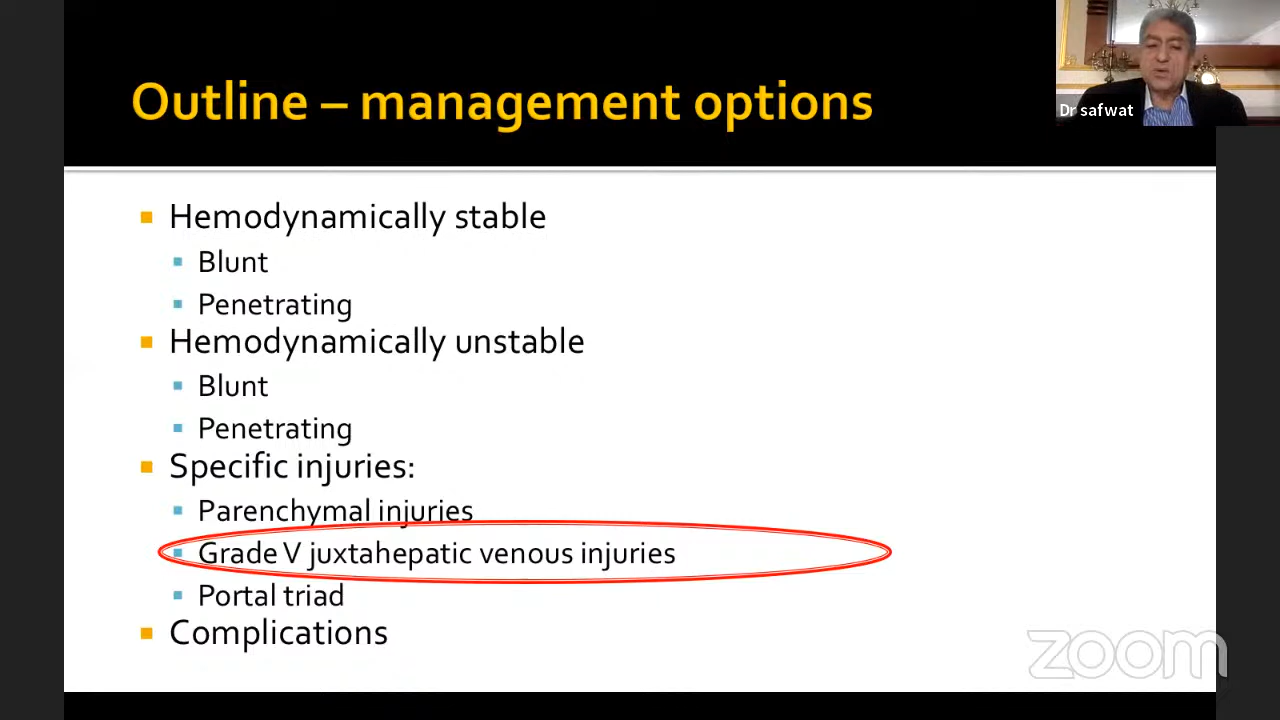 Outline – management options
Dr safwat
Hemodynamically stable
Blunt
Penetrating
Hemodynamically unstable
Blunt
Penetrating
Specific injuries:
Parenchymal injuries
Grade V juxtahepatic venous injuries
Portal triad
Complications
zoom